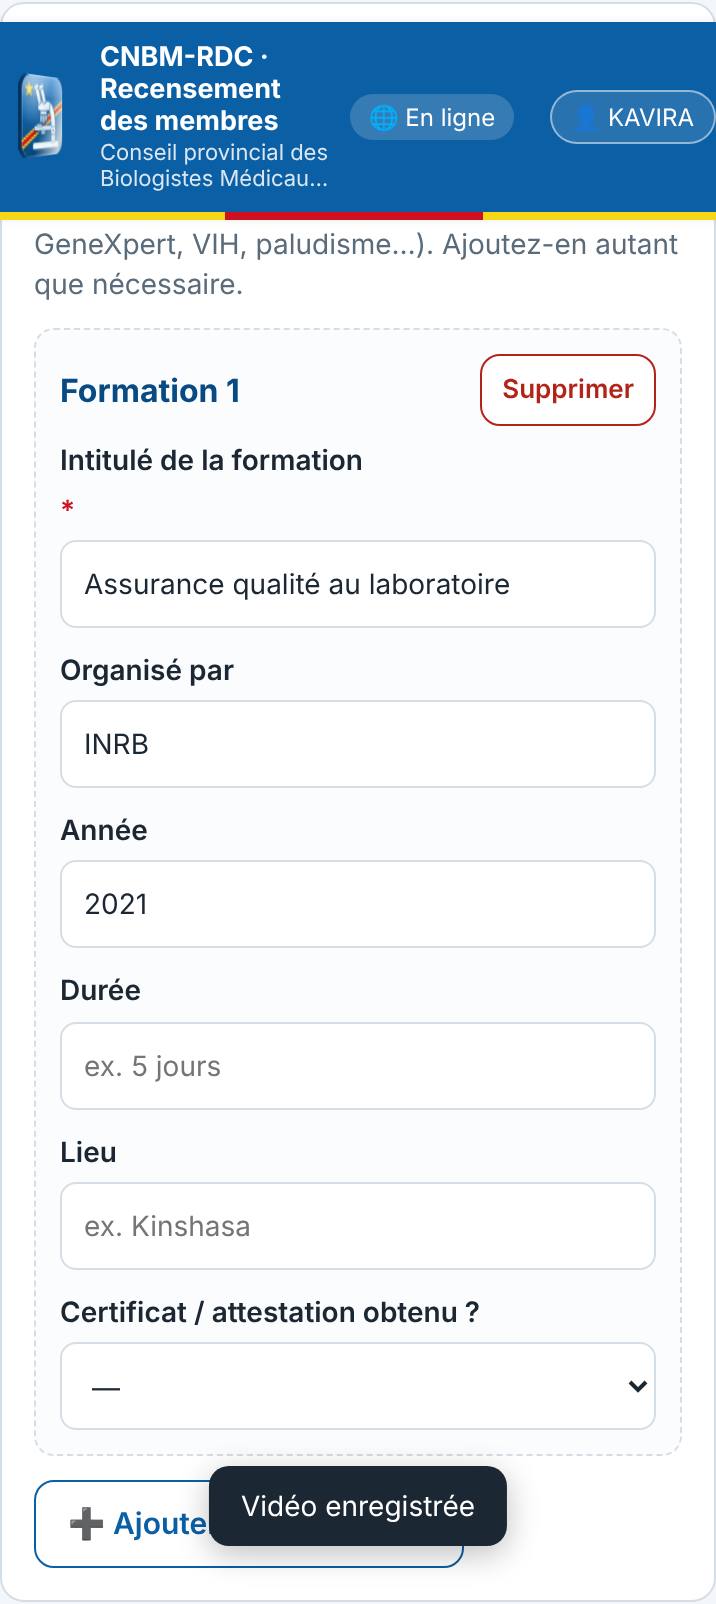 CNBM-RDC ·
Recensement
des membres
Conseil provincial des
Biologistes Médicau...
En ligne
KAVIRA
GeneXpert, VIH, paludisme...). Ajoutez-en autant
que nécessaire.
Formation 1
Supprimer
Intitulé de la formation
*
Assurance qualité au laboratoire
Organisé par
INRB
Année
2021
Durée
ex. 5 jours
Lieu
ex. Kinshasa
Certificat / attestation obtenu ?
—
Vidéo enregistrée